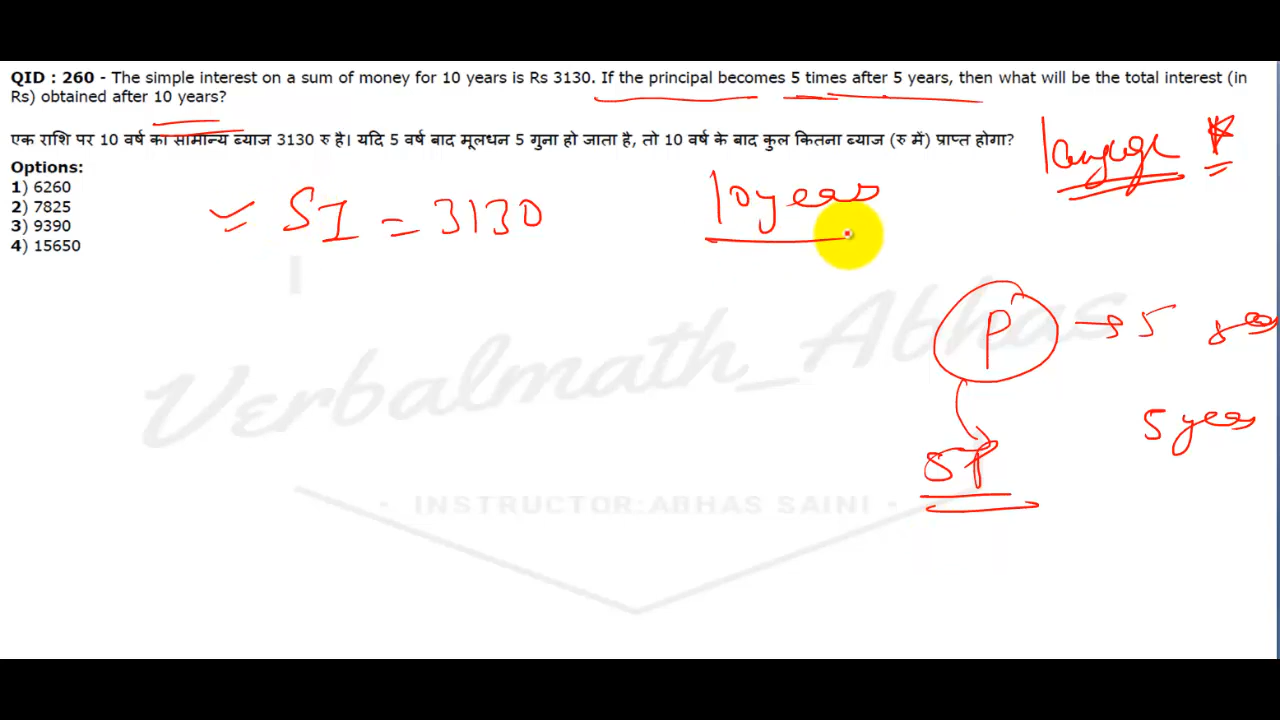 QID : 260 - The simple interest on a sum of money for 10 years is Rs 3130. If the principal becomes 5 times after 5 years, then what will be the total interest (in
Rs) obtained after 10 years?
एक राशि पर 10 वर्ष का सामान्य ब्याज 3130 रु है। यदि 5 वर्ष बाद मूलधन 5 गुना हो जाता है, तो 10 वर्ष के बाद कुल कितना ब्याज (रु में) प्राप्त होगा?
Options:
1) 6260
2) 7825
3) 9390
4) 15650
SI = 3130
10 years
P → 5
5P
Verbalmath_Abhas
· INSTRUCTOR:ABHAS SAINI ·